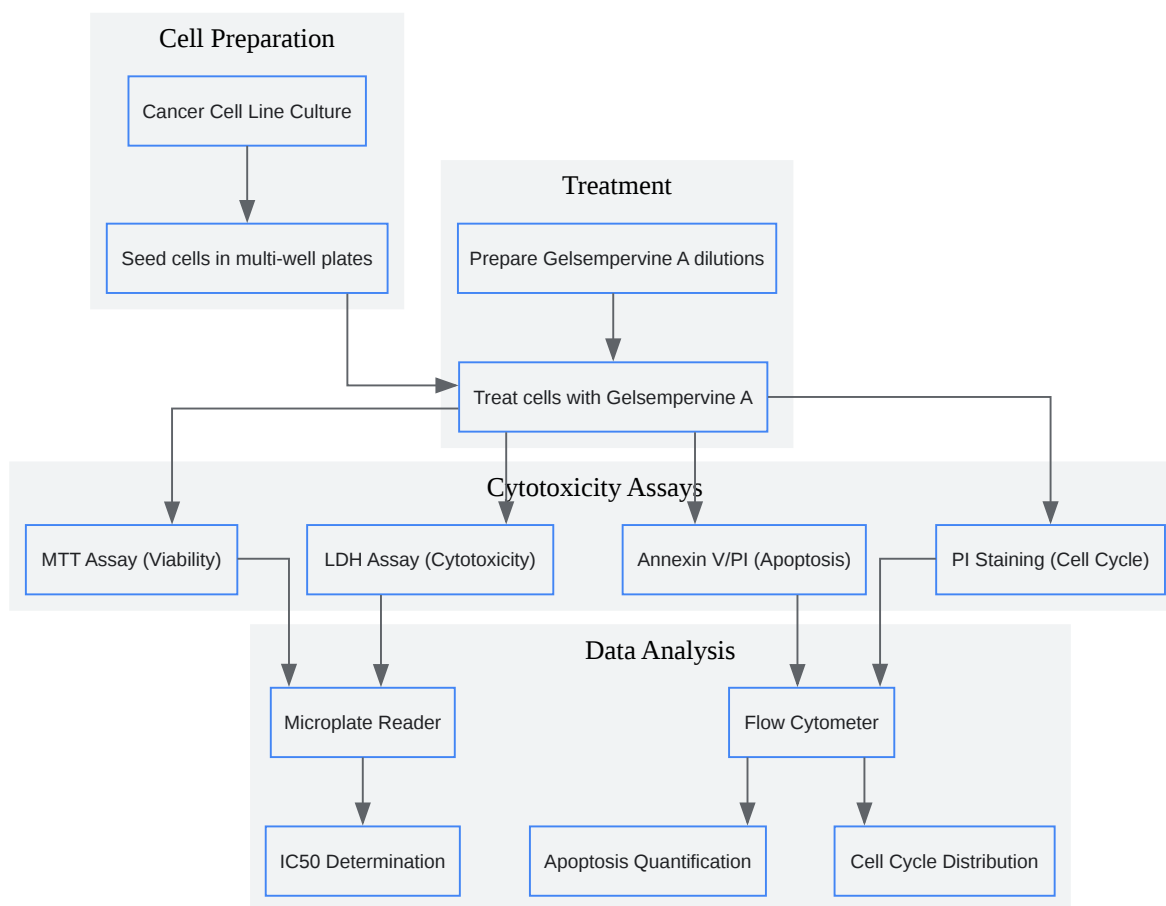 Cell Preparation
Cancer Cell Line Culture
Seed cells in multi-well plates
Treatment
Prepare Gelsempervine A dilutions
Treat cells with Gelsempervine A
Cytotoxicity Assays
MTT Assay (Viability)
LDH Assay (Cytotoxicity)
Annexin V/PI (Apoptosis)
PI Staining (Cell Cycle)
Data Analysis
Microplate Reader
Flow Cytometer
IC50 Determination
Apoptosis Quantification
Cell Cycle Distribution